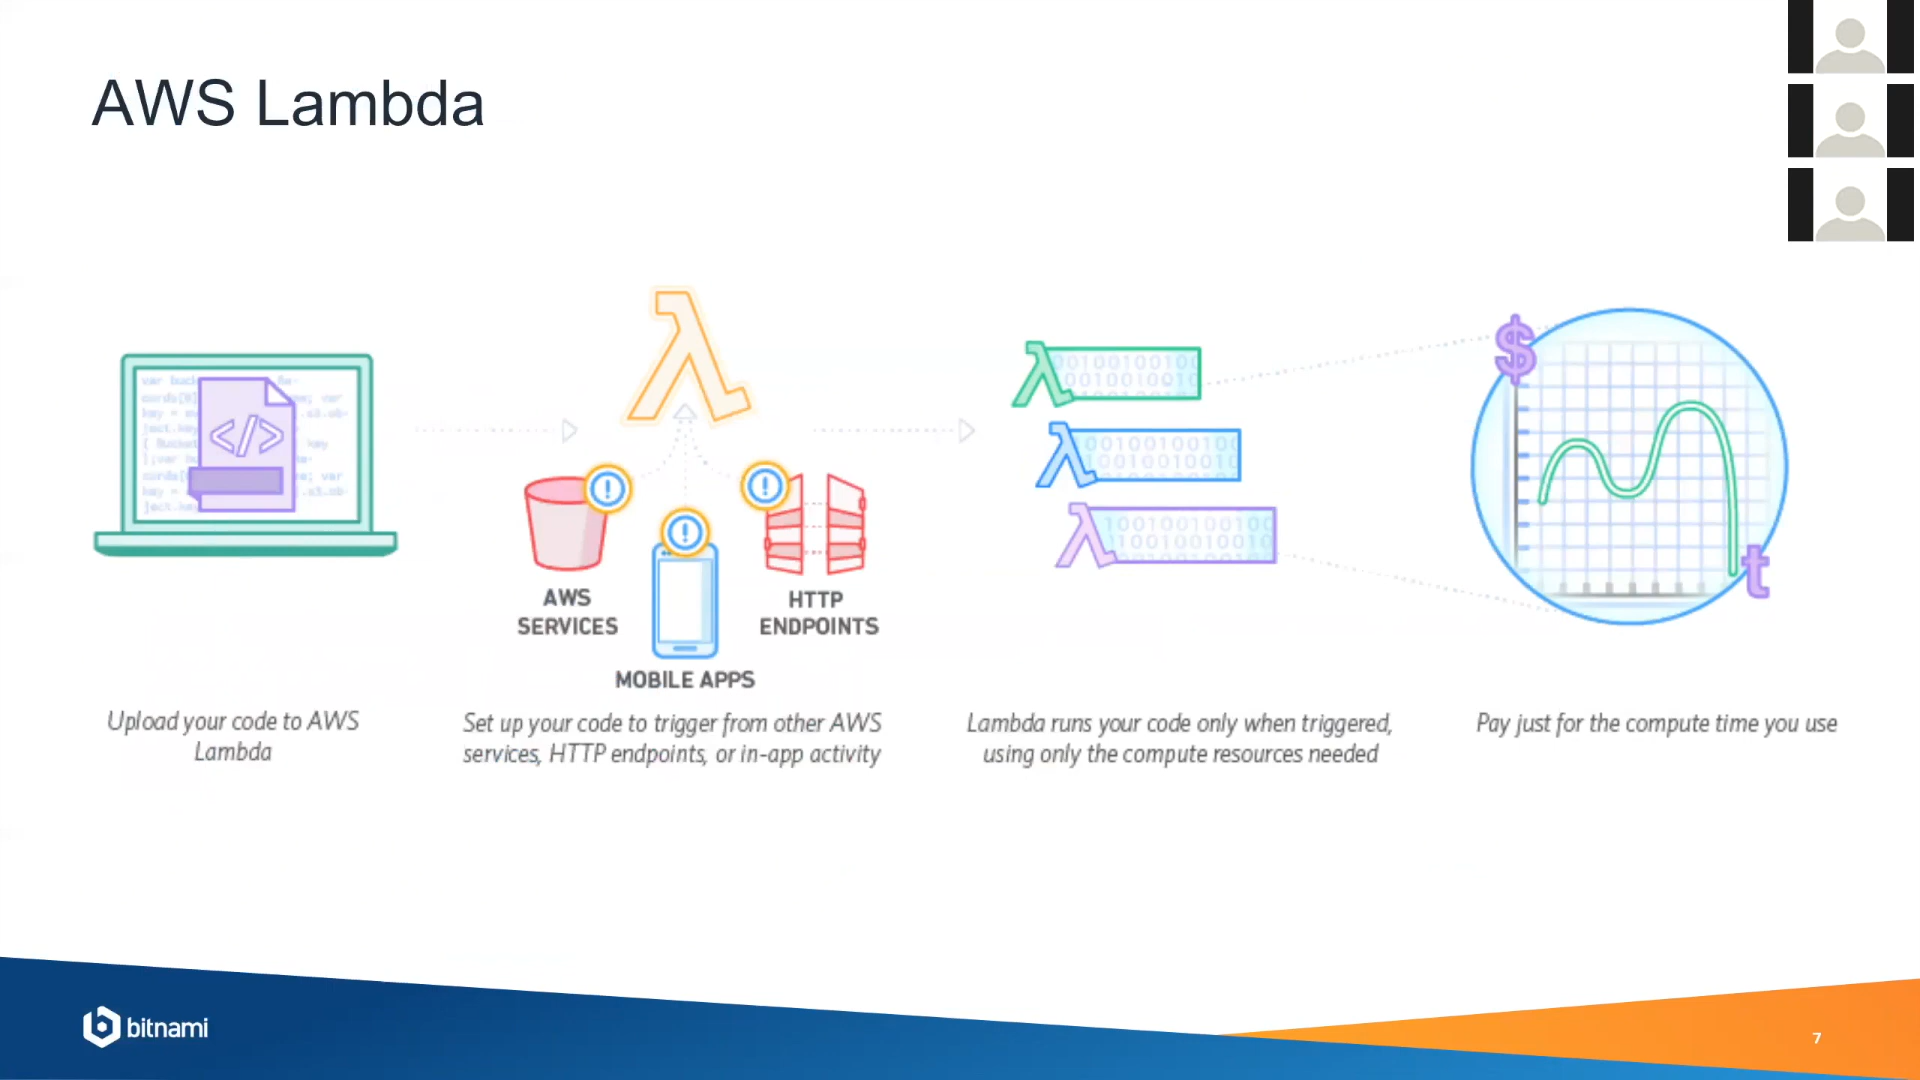 AWS Lambda
$
t
AWS
SERVICES
HTTP
ENDPOINTS
MOBILE APPS
Upload your code to AWS
Lambda
Set up your code to trigger from other AWS
services, HTTP endpoints, or in-app activity
Lambda runs your code only when triggered,
using only the compute resources needed
Pay just for the compute time you use
bitnami
7